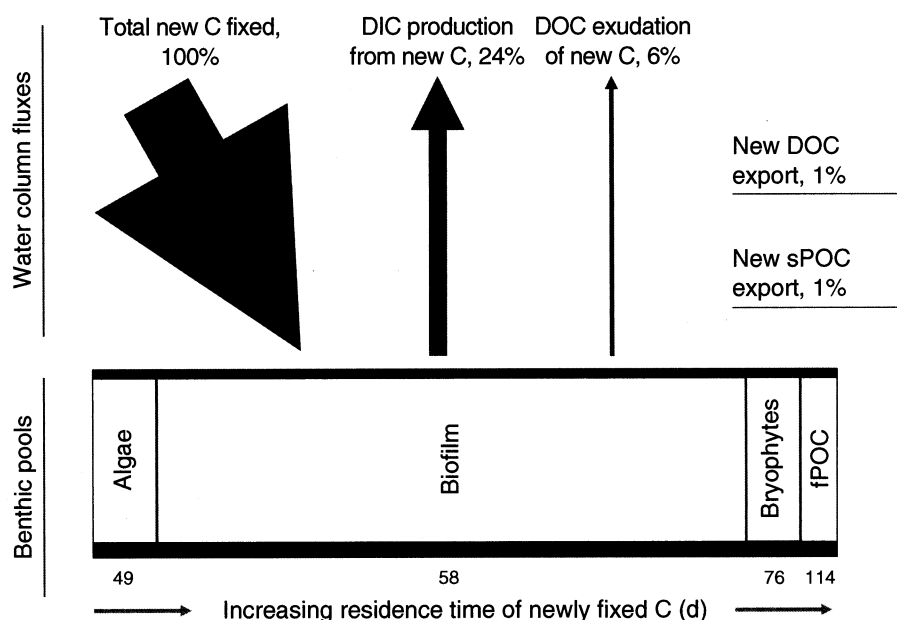 Total new C fixed,
100%
DIC production
from new C, 24%
DOC exudation
of new C, 6%
New DOC
export, 1%
New sPOC
export, 1%
Water column fluxes
Benthic pools
Algae
Biofilm
Bryophytes
fPOC
49
58
76
114
Increasing residence time of newly fixed C (d)